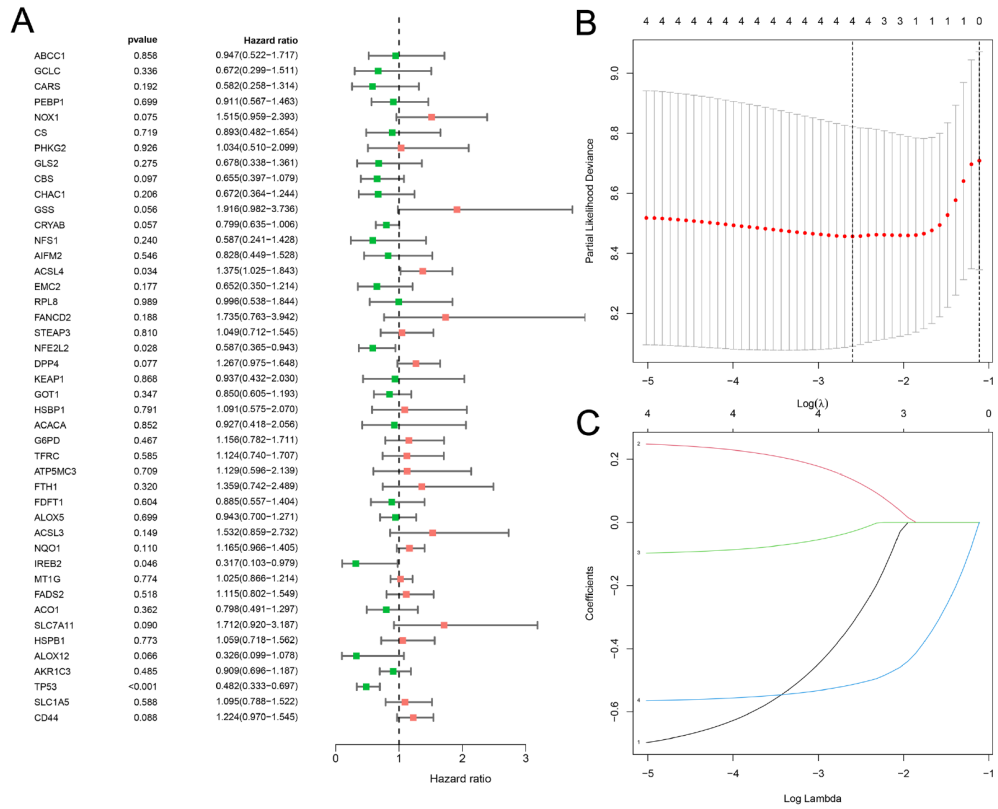 A
pvalue Hazard ratio
ABCC1 0.858 0.947(0.522−1.717)
GCLC 0.336 0.672(0.299−1.511)
CARS 0.192 0.582(0.258−1.314)
PEBP1 0.699 0.911(0.567−1.463)
NOX1 0.075 1.515(0.959−2.393)
CS 0.719 0.893(0.482−1.654)
PHKG2 0.926 1.034(0.510−2.099)
GLS2 0.275 0.678(0.338−1.361)
CBS 0.097 0.655(0.397−1.079)
CHAC1 0.206 0.672(0.364−1.244)
GSS 0.056 1.916(0.982−3.736)
CRYAB 0.057 0.799(0.635−1.006)
NFS1 0.240 0.587(0.241−1.428)
AIFM2 0.546 0.828(0.449−1.528)
ACSL4 0.034 1.375(1.025−1.843)
EMC2 0.177 0.652(0.350−1.214)
RPL8 0.989 0.996(0.538−1.844)
FANCD2 0.188 1.735(0.763−3.942)
STEAP3 0.810 1.049(0.712−1.545)
NFE2L2 0.028 0.587(0.365−0.943)
DPP4 0.077 1.267(0.975−1.648)
KEAP1 0.868 0.937(0.432−2.030)
GOT1 0.347 0.850(0.605−1.193)
HSBP1 0.791 1.091(0.575−2.070)
ACACA 0.852 0.927(0.418−2.056)
G6PD 0.467 1.156(0.782−1.711)
TFRC 0.585 1.124(0.740−1.707)
ATP5MC3 0.709 1.129(0.596−2.139)
FTH1 0.320 1.359(0.742−2.489)
FDFT1 0.604 0.885(0.557−1.404)
ALOX5 0.699 0.943(0.700−1.271)
ACSL3 0.149 1.532(0.859−2.732)
NQO1 0.110 1.165(0.966−1.405)
IREB2 0.046 0.317(0.103−0.979)
MT1G 0.774 1.025(0.866−1.214)
FADS2 0.518 1.115(0.802−1.549)
ACO1 0.362 0.798(0.491−1.297)
SLC7A11 0.090 1.712(0.920−3.187)
HSPB1 0.773 1.059(0.718−1.562)
ALOX12 0.066 0.326(0.099−1.078)
AKR1C3 0.485 0.909(0.696−1.187)
TP53 <0.001 0.482(0.333−0.697)
SLC1A5 0.588 1.095(0.788−1.522)
CD44 0.088 1.224(0.970−1.545)
0 1 2 3
Hazard ratio
B
4 4 4 4 4 4 4 4 4 4 4 4 4 3 3 1 1 1 0
9.0
8.8
8.6
8.4
8.2
Partial Likelihood Deviance
−5 −4 −3 −2 −1
Log(λ)
C
4 4 4 3 0
0.2
0.0
−0.2
−0.4
−0.6
Coefficients
2
3
4
1
−5 −4 −3 −2 −1
Log Lambda